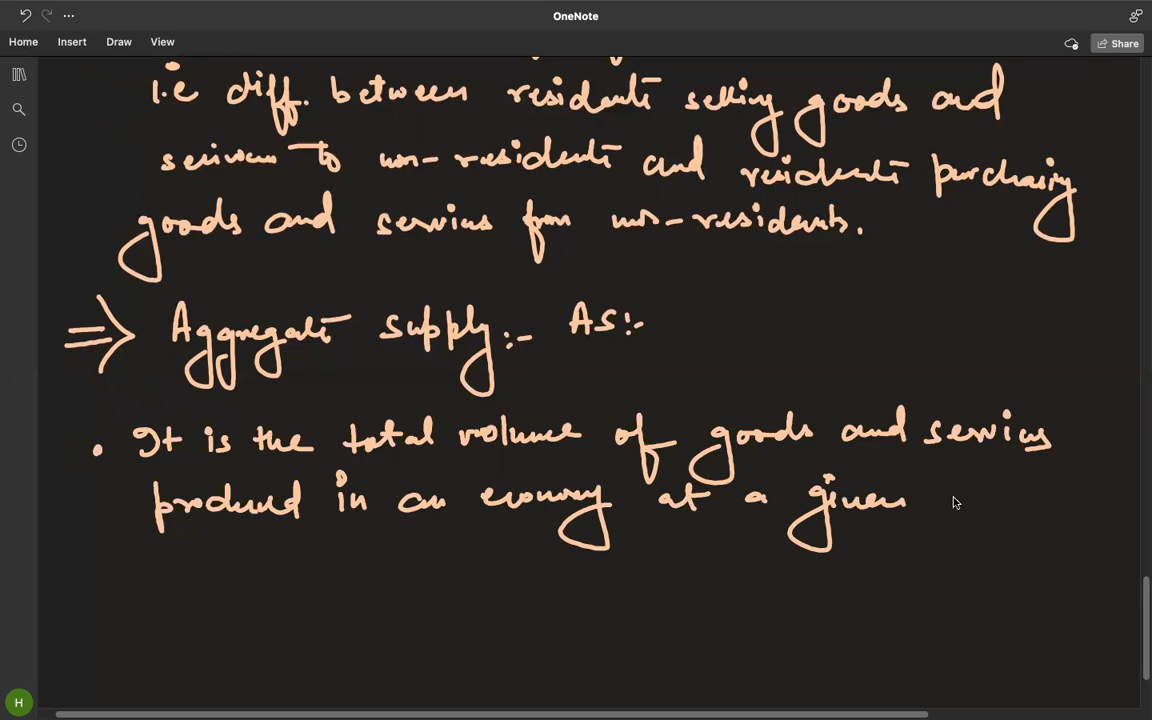 OneNote
Home Insert Draw View Share
i.e diff. between residents selling goods and
services to non-residents and residents purchasing
goods and services from non-residents.
⇒ Aggregate supply:- AS:-
• It is the total volume of goods and services
produced in an economy at a given
H